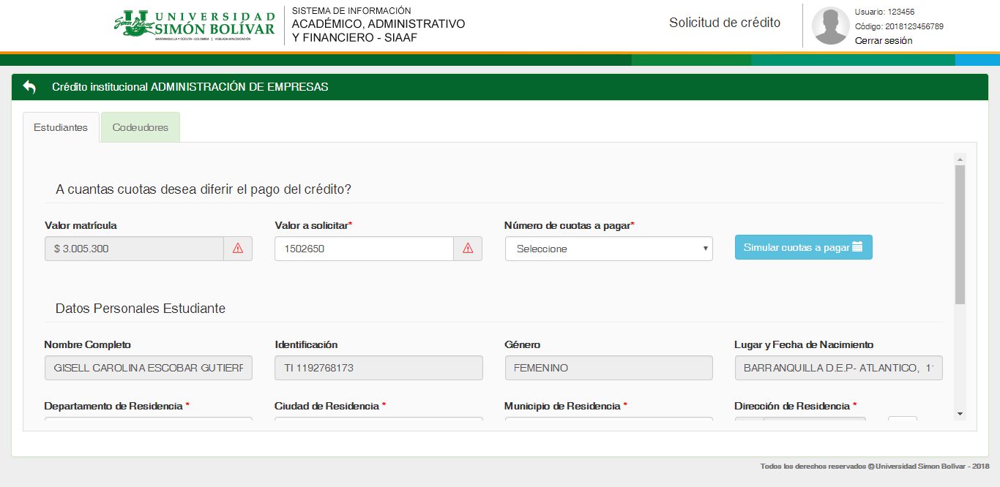 UNIVERSIDAD
SIMÓN BOLÍVAR
BARRANQUILLA Y CÚCUTA - COLOMBIA | VIGILADA MINEDUCACIÓN
SISTEMA DE INFORMACIÓN
ACADÉMICO, ADMINISTRATIVO
Y FINANCIERO - SIAAF
Solicitud de crédito
Usuario: 123456
Código: 2018123456789
Cerrar sesión
Crédito institucional ADMINISTRACIÓN DE EMPRESAS
Estudiantes
Codeudores
A cuantas cuotas desea diferir el pago del crédito?
Valor matrícula
Valor a solicitar*
Número de cuotas a pagar*
$ 3.005.300
1502650
Seleccione
Simular cuotas a pagar
Datos Personales Estudiante
Nombre Completo
Identificación
Género
Lugar y Fecha de Nacimiento
GISELL CAROLINA ESCOBAR
TI 1192768173
FEMENINO
BARRANQUILLA D.E.P- ATLANTICO,
Departamento de Residencia *
Ciudad de Residencia *
Municipio de Residencia *
Dirección de Residencia *
Todos los derechos reservados @ Universidad Simon Bolívar - 2018